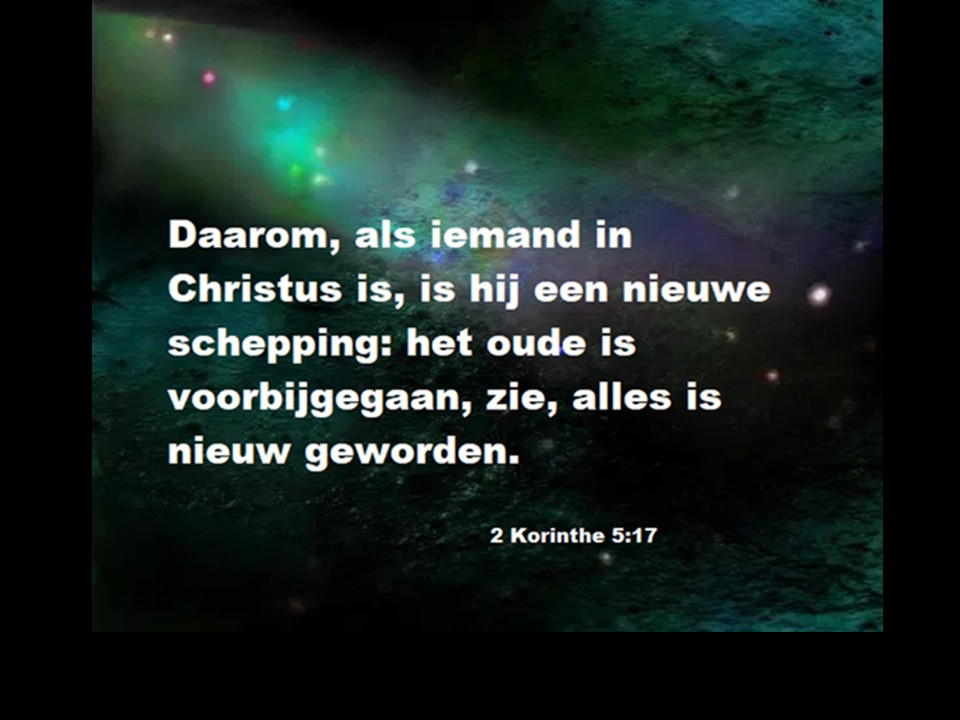 Daarom, als iemand in
Christus is, is hij een nieuwe
schepping: het oude is
voorbijgegaan, zie, alles is
nieuw geworden.
2 Korinthe 5:17